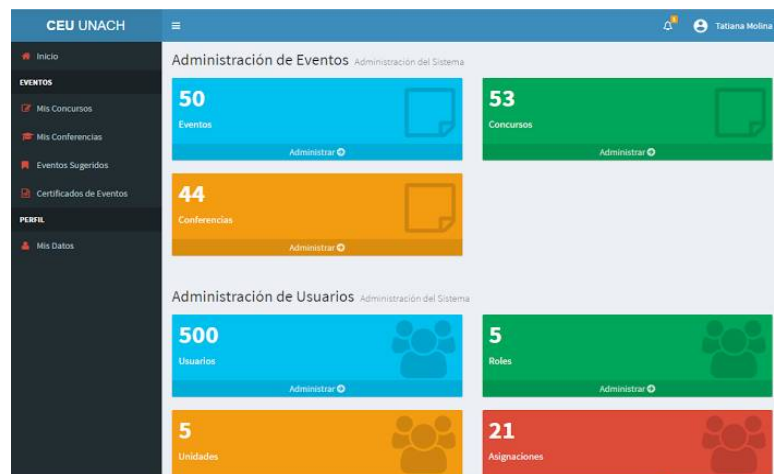 CEU UNACH
Tatiana Molina
Inicio
EVENTOS
Mis Concursos
Mis Conferencias
Eventos Sugeridos
Certificados de Eventos
PERFIL
Mis Datos
Administración de Eventos Administración del Sistema
50
Eventos
Administrar
53
Concursos
Administrar
44
Conferencias
Administrar
Administración de Usuarios Administración del Sistema
500
Usuarios
Administrar
5
Roles
Administrar
5
Unidades
21
Asignaciones